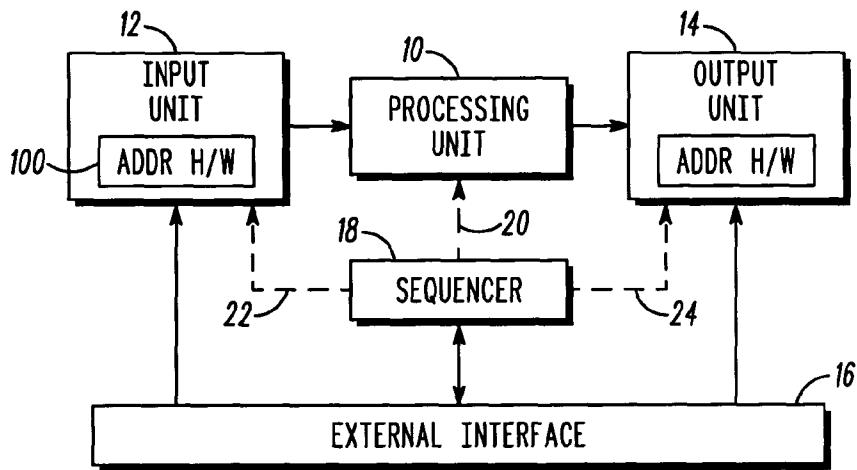 12
INPUT
UNIT
100
ADDR H/W
10
PROCESSING
UNIT
14
OUTPUT
UNIT
ADDR H/W
20
18
SEQUENCER
22
24
16
EXTERNAL INTERFACE